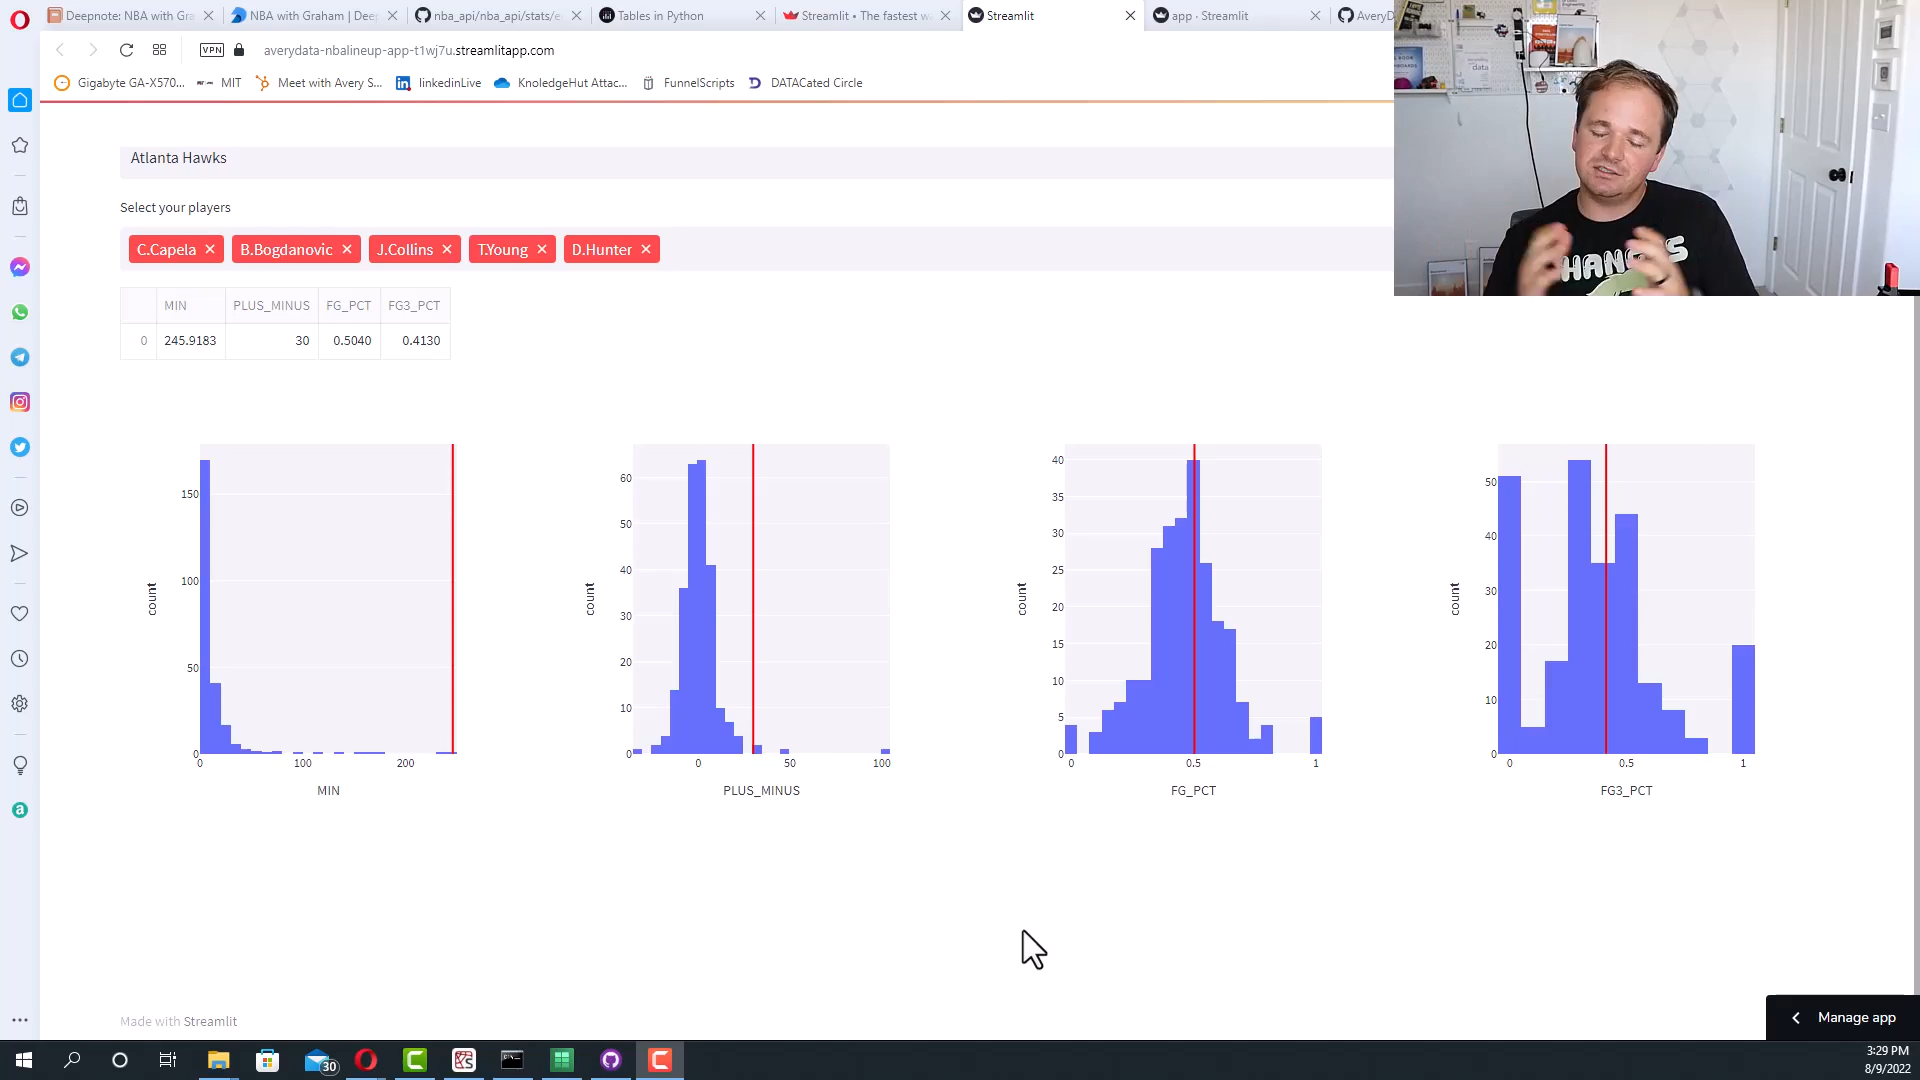 Deepnote: NBA with Gra
NBA with Graham | Deep
nba_api/nba_api/stats/e
Tables in Python
Streamlit • The fastest w
Streamlit
app · Streamlit
AveryD
VPN
averydata-nbalineup-app-t1wj7u.streamlitapp.com
Gigabyte GA-X570...
MIT
Meet with Avery S...
linkedinLive
KnoledgeHut Attac...
FunnelScripts
DATACated Circle
Atlanta Hawks
Select your players
C.Capela
B.Bogdanovic
J.Collins
T.Young
D.Hunter
MIN PLUS_MINUS FG_PCT FG3_PCT
0 245.9183 30 0.5040 0.4130
count
150
100
50
0
0 100 200
MIN
count
60
50
40
30
20
10
0
0 50 100
PLUS_MINUS
count
40
35
30
25
20
15
10
5
0
0 0.5 1
FG_PCT
count
50
40
30
20
10
0
0 0.5 1
FG3_PCT
Made with Streamlit
Manage app
30
3:29 PM
8/9/2022